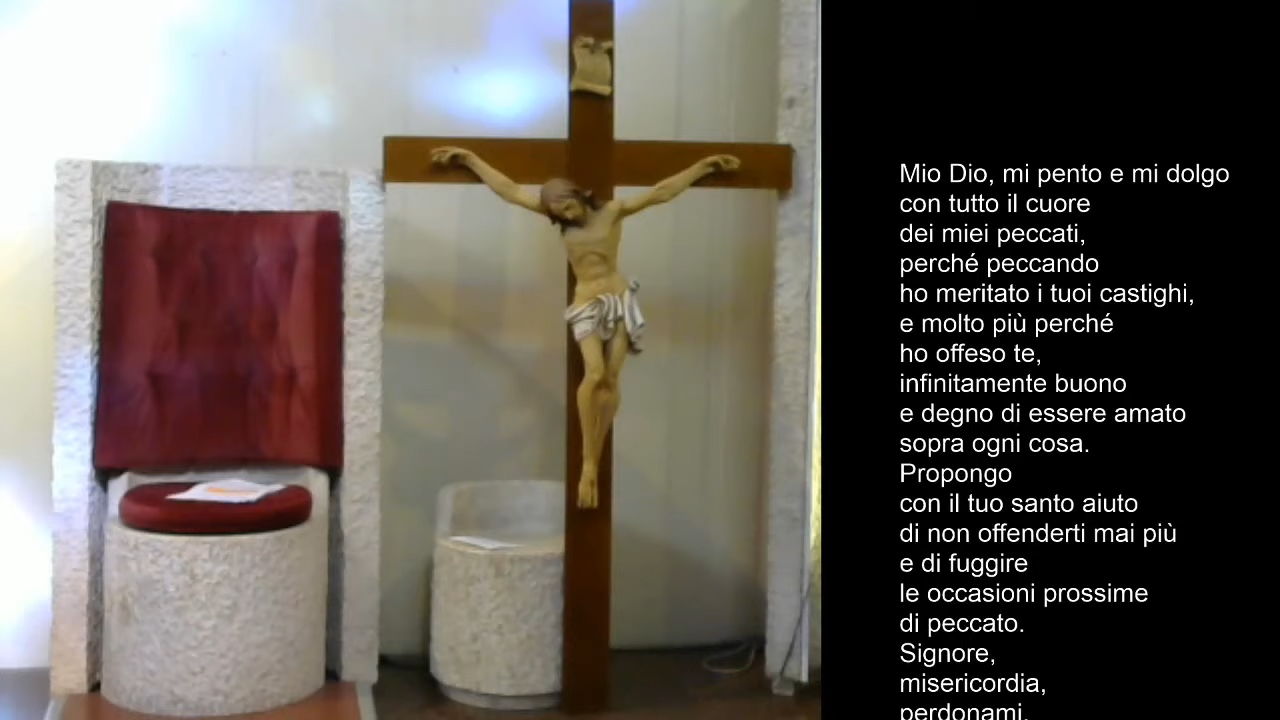 Mio Dio, mi pento e mi dolgo
con tutto il cuore
dei miei peccati,
perché peccando
ho meritato i tuoi castighi,
e molto più perché
ho offeso te,
infinitamente buono
e degno di essere amato
sopra ogni cosa.
Propongo
con il tuo santo aiuto
di non offenderti mai più
e di fuggire
le occasioni prossime
di peccato.
Signore,
misericordia,
perdonami.